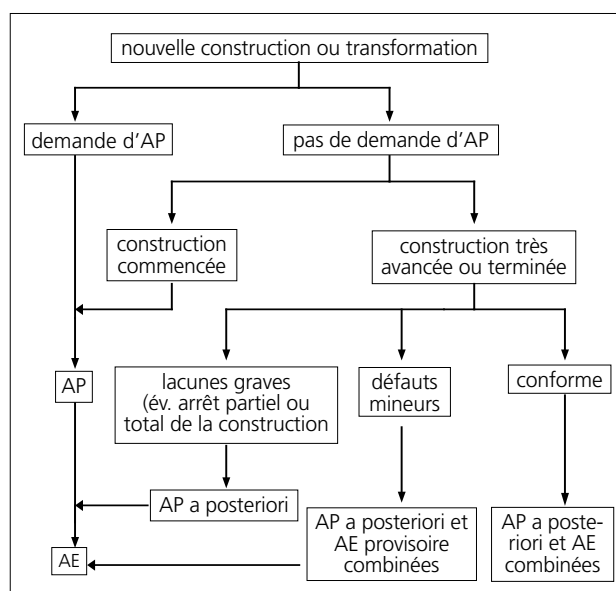 nouvelle construction ou transformation
demande d'AP
pas de demande d'AP
construction
commencée
construction très
avancée ou terminée
AP
lacunes graves
(év. arrêt partiel ou
total de la construction
défauts
mineurs
conforme
AP a posteriori
AP a posteriori et
AE provisoire
combinées
AP a poste-
riori et AE
combinées
AE